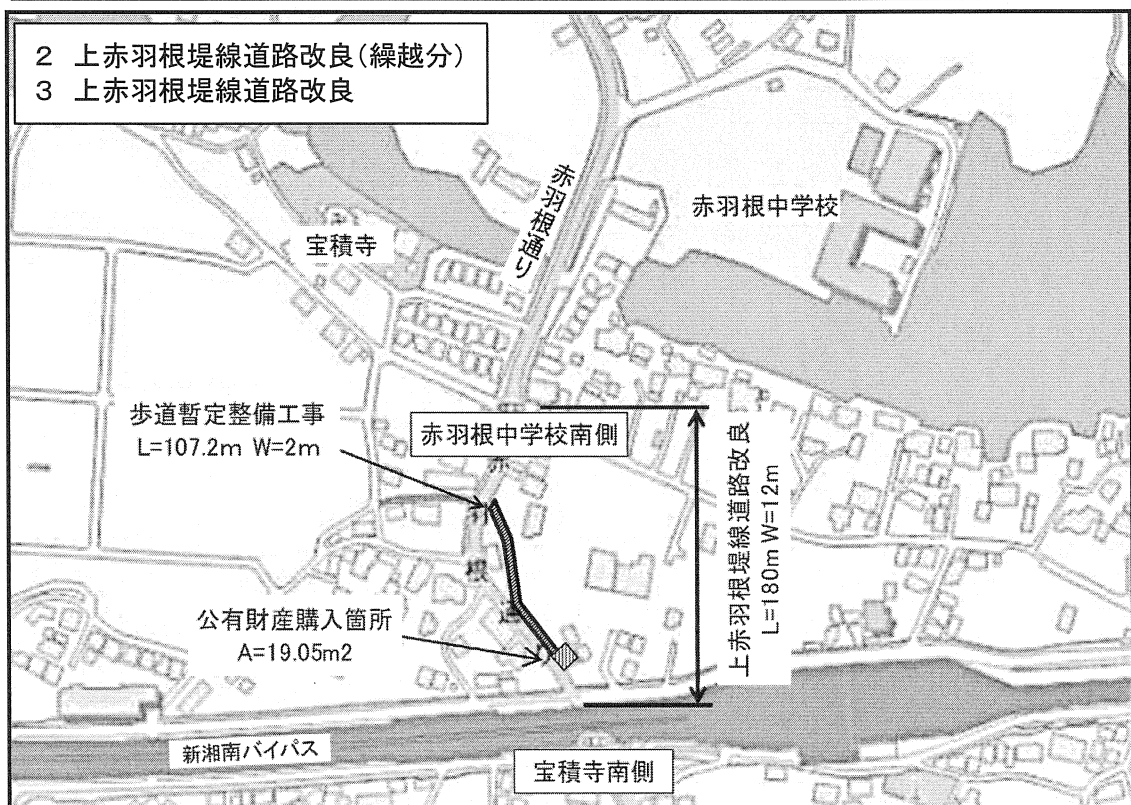 2 上赤羽根堤線道路改良(繰越分)
3 上赤羽根堤線道路改良
赤羽根通り
赤羽根中学校
宝積寺
歩道暫定整備工事
L=107.2m W=2m
赤羽根中学校南側
上赤羽根堤線道路改良
L=180m W=12m
赤
根
公有財産購入箇所
A=19.05m2
新湘南バイパス
宝積寺南側